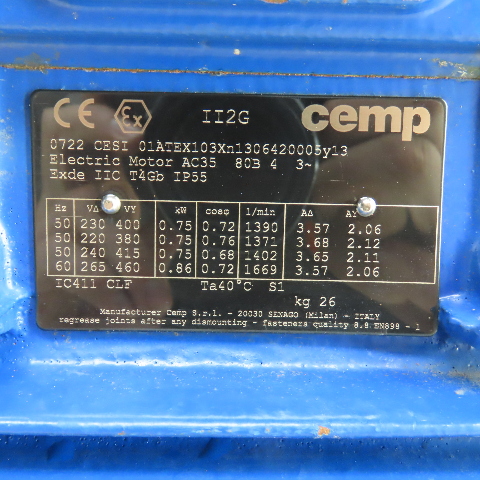 CE Ex II2G cemp
0722 CESI 01ATEX103Xn1306420005y13
Electric Motor AC35 80B 4 3~
Exde IIC T4Gb IP55
Hz VΔ VY kW cosφ l/min AΔ AY
50 230 400 0.75 0.72 1390 3.57 2.06
50 220 380 0.75 0.76 1371 3.68 2.12
50 240 415 0.75 0.68 1402 3.65 2.11
60 265 460 0.86 0.72 1669 3.57 2.06
IC411 CLF Ta40°C S1
kg 26
Manufacturer Cemp S.r.l. - 20030 SENAGO (Milan) - ITALY
regrease joints after any dismounting - fasteners quality 8.8 EN898 - 1